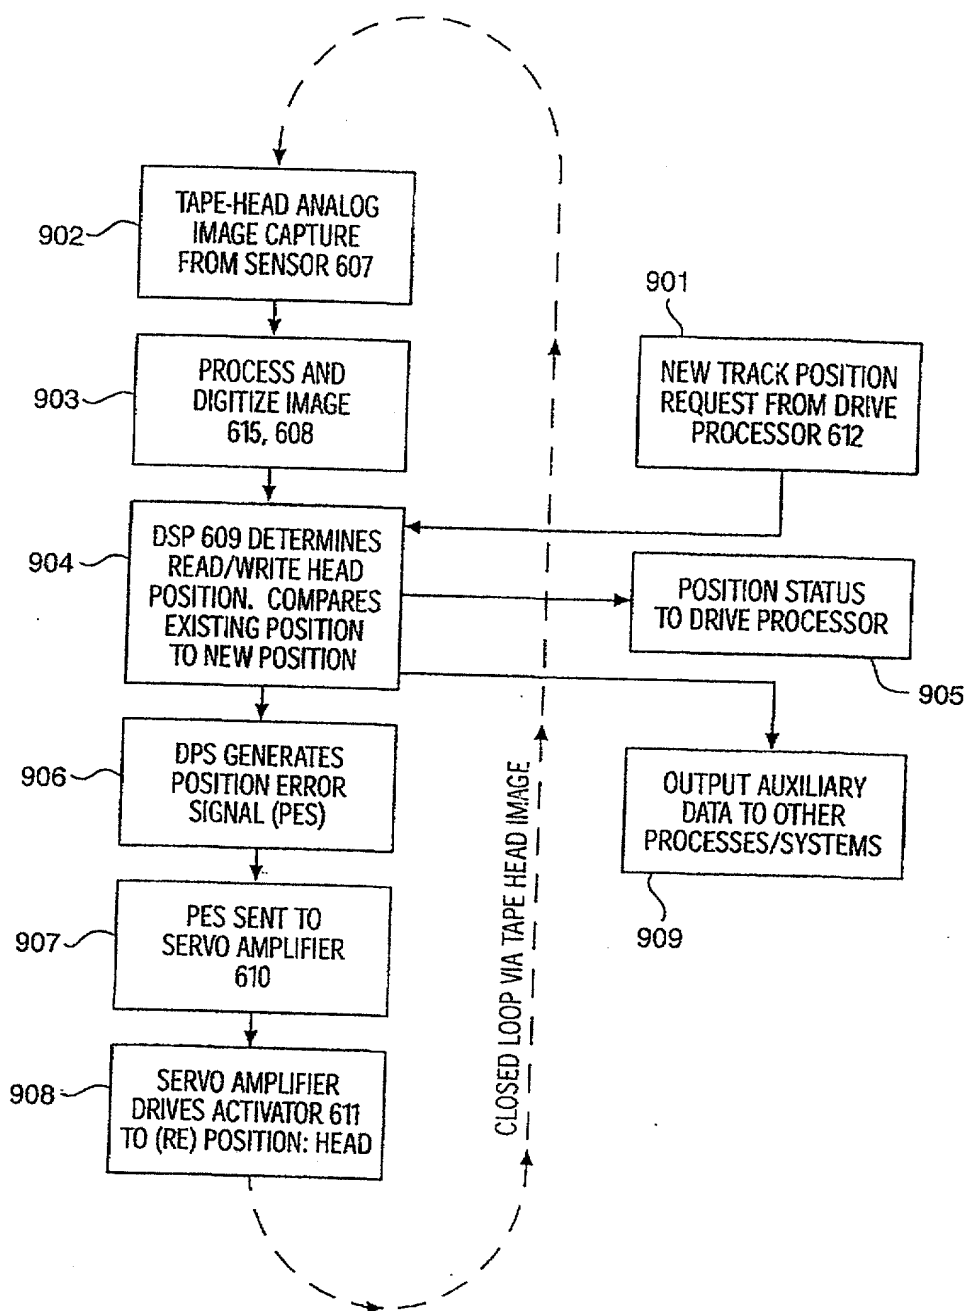 902
TAPE-HEAD ANALOG
IMAGE CAPTURE
FROM SENSOR 607
901
NEW TRACK POSITION
REQUEST FROM DRIVE
PROCESSOR 612
903
PROCESS AND
DIGITIZE IMAGE
615, 608
904
DSP 609 DETERMINES
READ/WRITE HEAD
POSITION. COMPARES
EXISTING POSITION
TO NEW POSITION
POSITION STATUS
TO DRIVE PROCESSOR
905
906
DPS GENERATES
POSITION ERROR
SIGNAL (PES)
OUTPUT AUXILIARY
DATA TO OTHER
PROCESSES/SYSTEMS
909
907
PES SENT TO
SERVO AMPLIFIER
610
908
SERVO AMPLIFIER
DRIVES ACTIVATOR 611
TO (RE) POSITION: HEAD
CLOSED LOOP VIA TAPE HEAD IMAGE